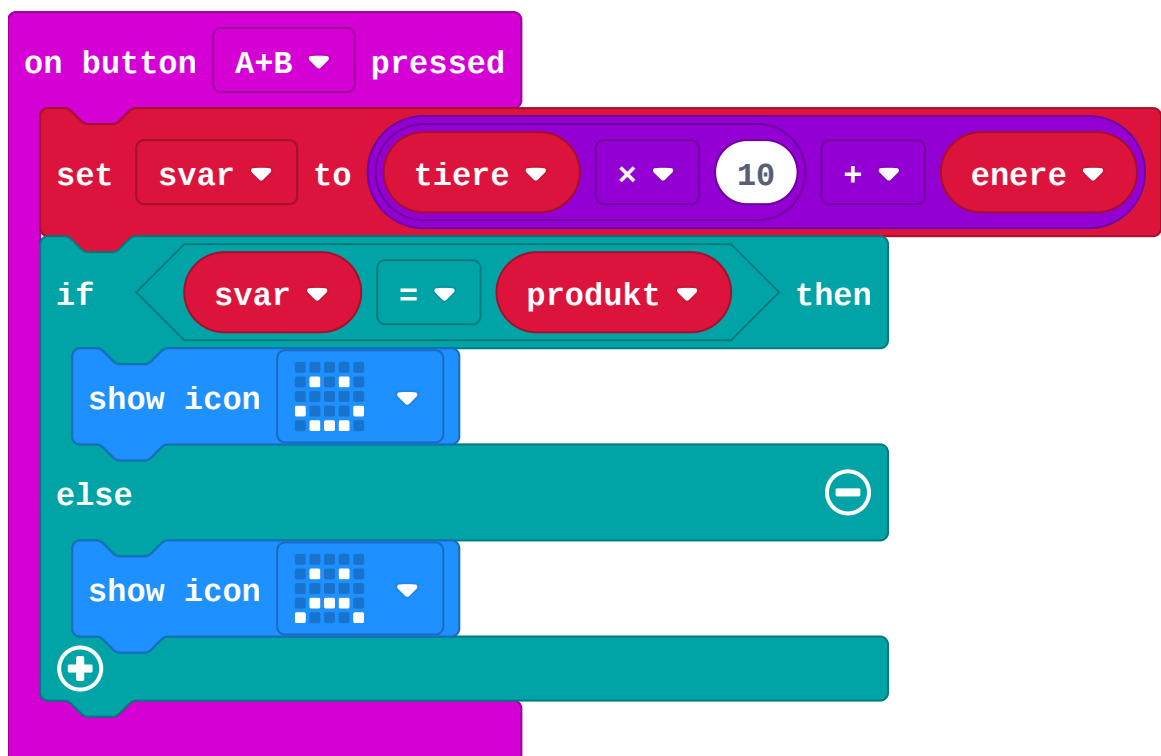 on button A+B pressed
set svar to tiere × 10 + enere
if svar = produkt then
show icon
else
show icon